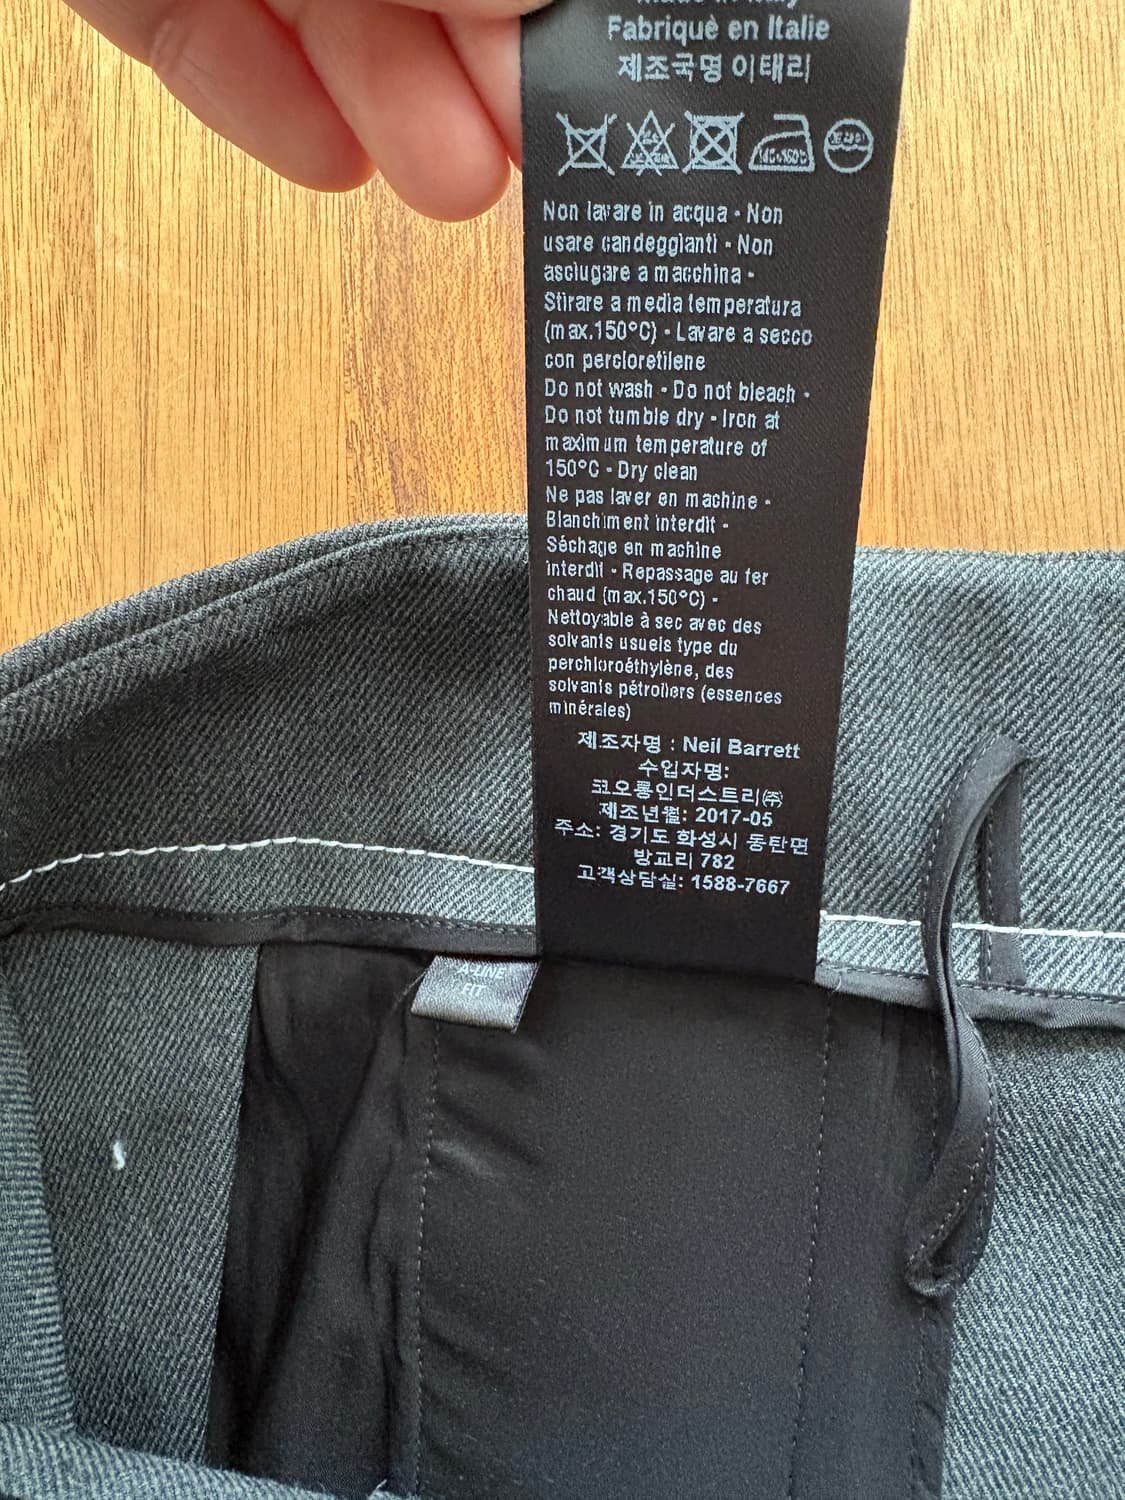 Made in Italy
Fabriquè en Italie
제조국명 이태리
Non lavare in acqua - Non
usare candeggianti - Non
asciugare a macchina -
Stirare a media temperatura
(max.150°C) - Lavare a secco
con percloretilene
Do not wash - Do not bleach -
Do not tumble dry - Iron at
maximum temperature of
150°C - Dry clean
Ne pas laver en machine -
Blanchiment interdit -
Séchage en machine
interdit - Repassage au fer
chaud (max.150°C) -
Nettoyable à sec avec des
solvants usuels type du
perchloroéthylène, des
solvants pétroliers (essences
minérales)
제조자명 : Neil Barrett
수입자명:
코오롱인더스트리㈜
제조년월: 2017-05
주소: 경기도 화성시 동탄면
방교리 782
고객상담실: 1588-7667
A-LINE
FIT